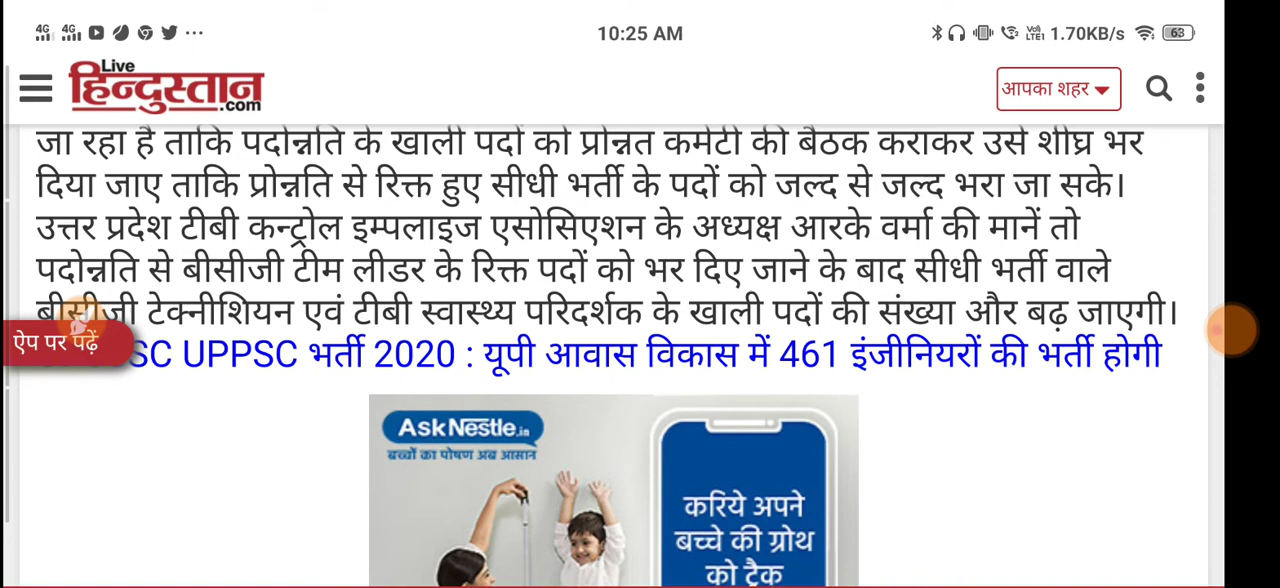 4G 4G ... 10:25 AM VoI) LTE1 1.70KB/s 63
Live
हिन्दुस्तान
.com
आपका शहर
जा रहा है ताकि पदोन्नति के खाली पदों को प्रोन्नत कमेटी की बैठक कराकर उसे शीघ्र भर
दिया जाए ताकि प्रोन्नति से रिक्त हुए सीधी भर्ती के पदों को जल्द से जल्द भरा जा सके।
उत्तर प्रदेश टीबी कन्ट्रोल इम्पलाइज एसोसिएशन के अध्यक्ष आरके वर्मा की मानें तो
पदोन्नति से बीसीजी टीम लीडर के रिक्त पदों को भर दिए जाने के बाद सीधी भर्ती वाले
बीसीजी टेक्नीशियन एवं टीबी स्वास्थ्य परिदर्शक के खाली पदों की संख्या और बढ़ जाएगी।
ऐप पर पढ़ें
SC UPPSC भर्ती 2020 : यूपी आवास विकास में 461 इंजीनियरों की भर्ती होगी
AskNestle.in
बच्चों का पोषण अब आसान
करिये अपने
बच्चे की ग्रोथ
को ट्रैक